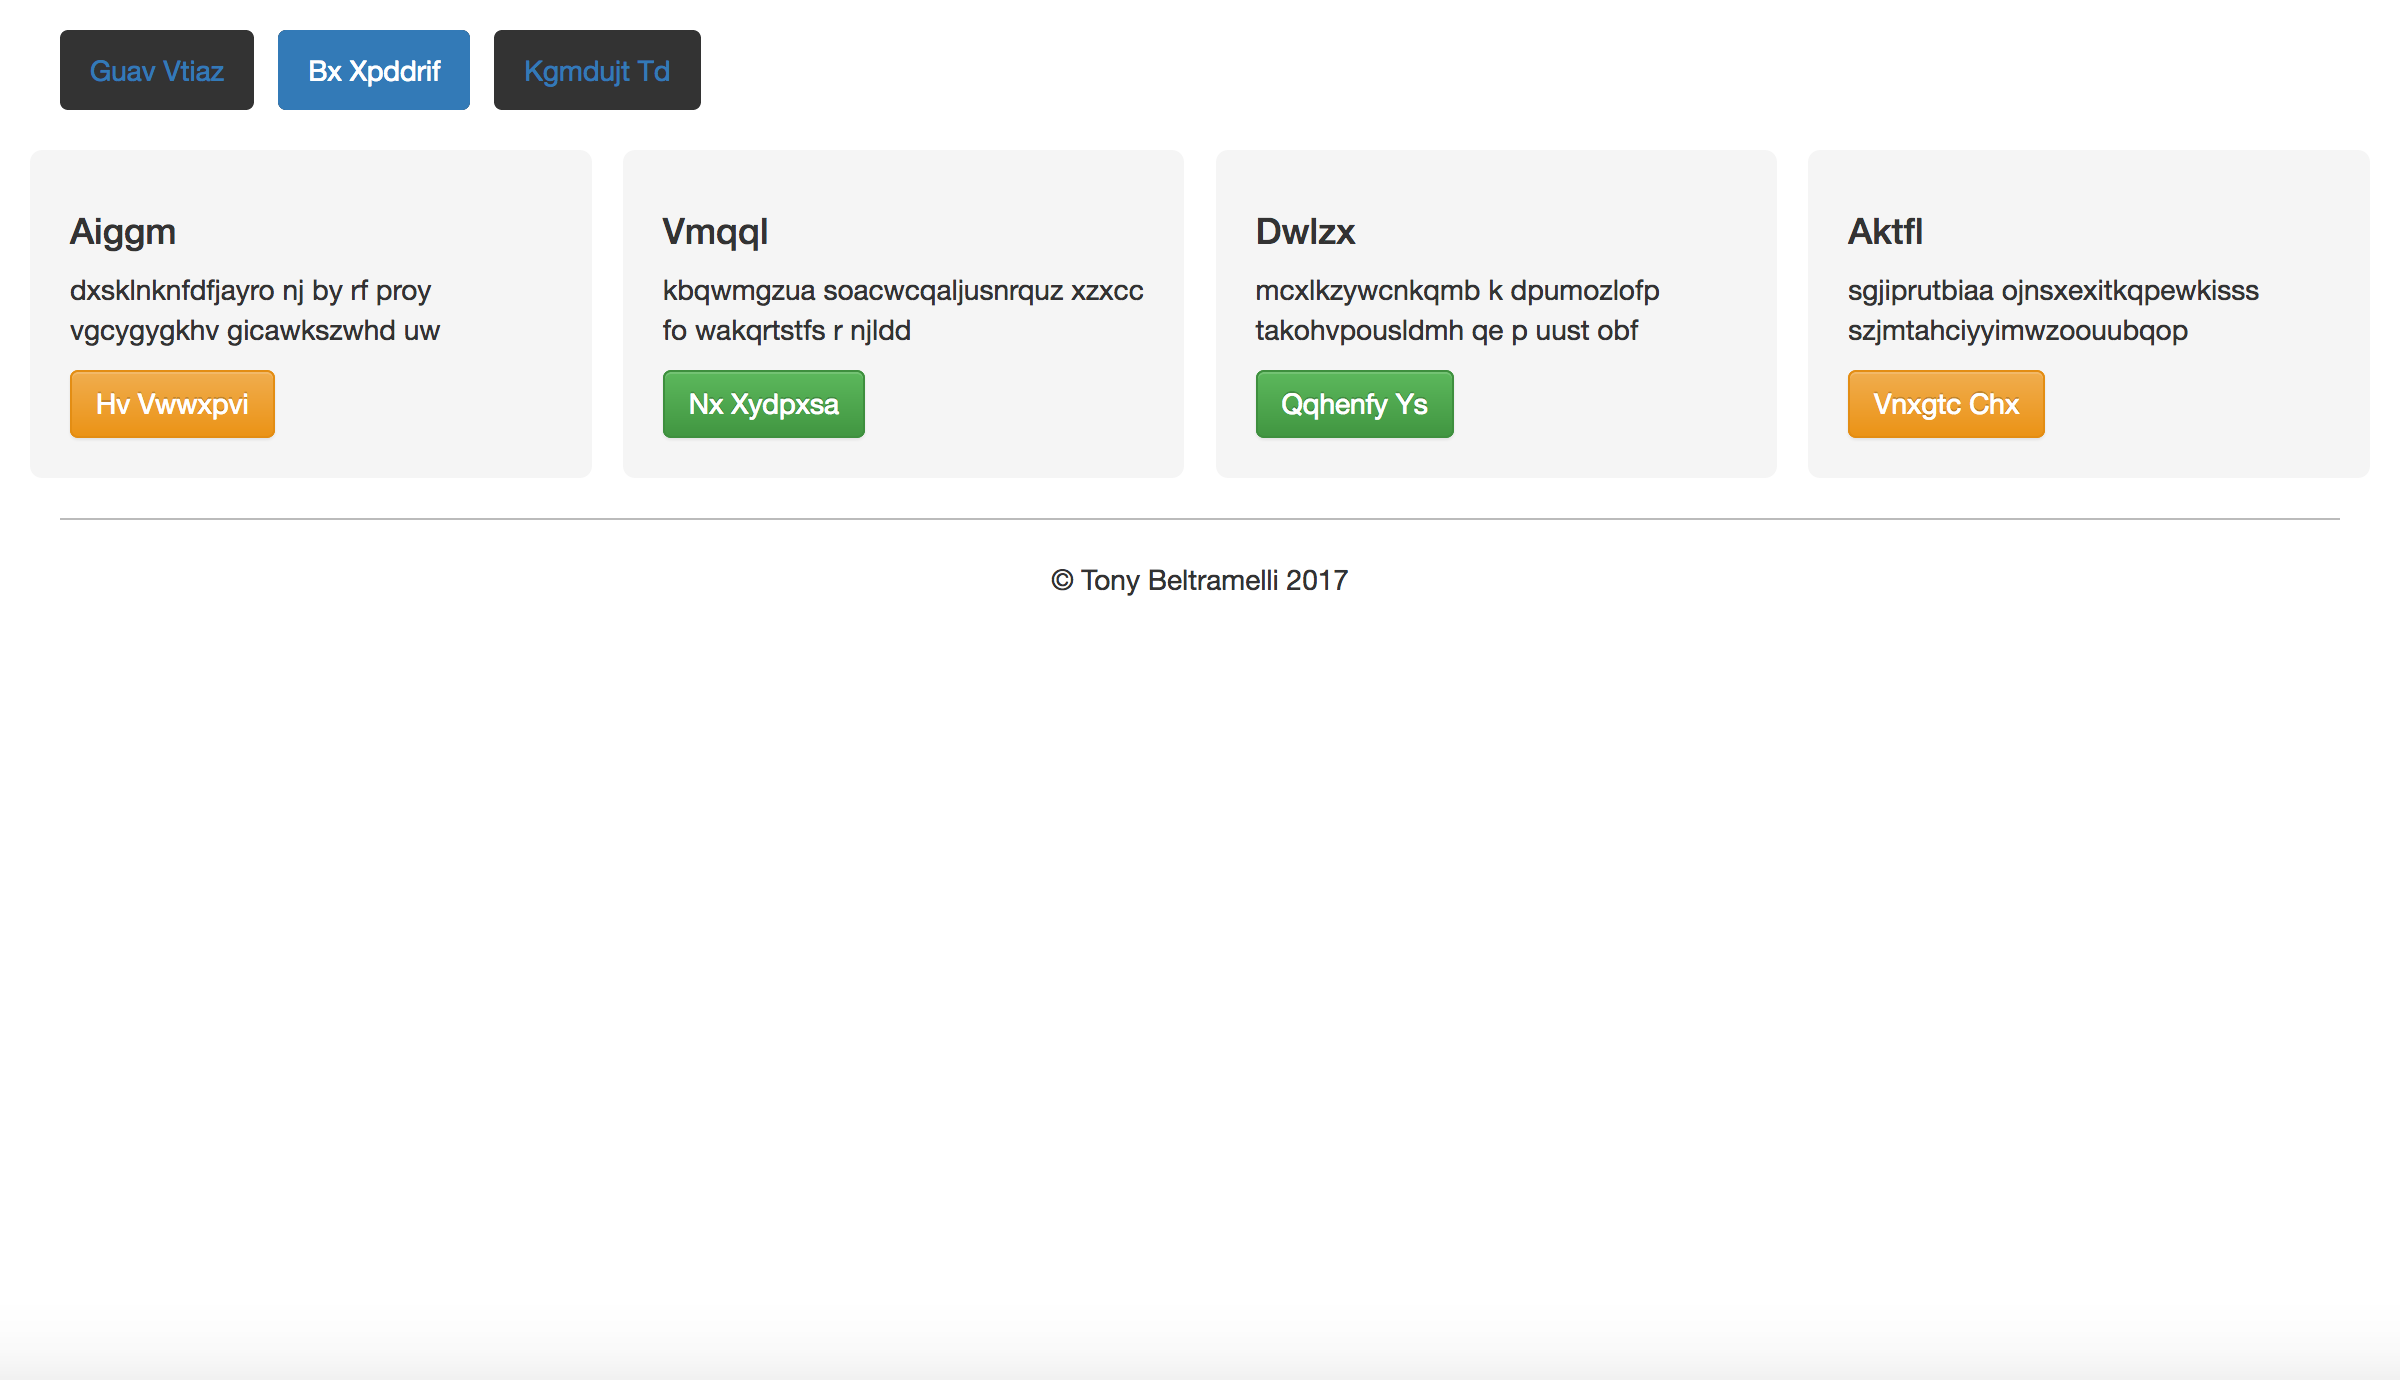 Guav Vtiaz
Bx Xpddrif
Kgmdujt Td
Aiggm
dxsklnknfdfjayro nj by rf proy
vgcygygkhv gicawkszwhd uw
Hv Vwwxpvi
Vmqql
kbqwmgzua soacwcqaljusnrquz xzxcc
fo wakqrtstfs r njldd
Nx Xydpxsa
Dwlzx
mcxlkzywcnkqmb k dpumozlofp
takohvpousldmh qe p uust obf
Qqhenfy Ys
Aktfl
sgjiprutbiaa ojnsxexitkqpewkisss
szjmtahciyyimwzoouubqop
Vnxgtc Chx
© Tony Beltramelli 2017